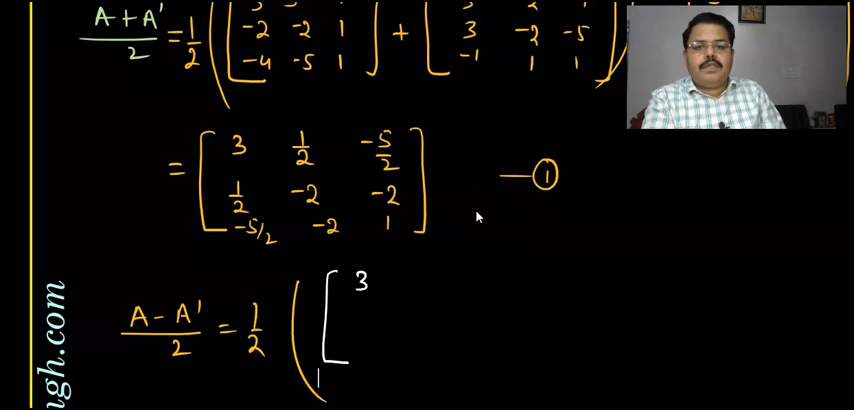 A + A' / 2 = 1/2 ( [ -2 -2 1 ] + [ 3 -2 -5 ]
-4 -5 1 -1 1 1
= [ 3 1/2 -5/2 ] — 1
1/2 -2 -2
-5/2 -2 1
A - A' / 2 = 1/2 ( [ 3
ngh.com